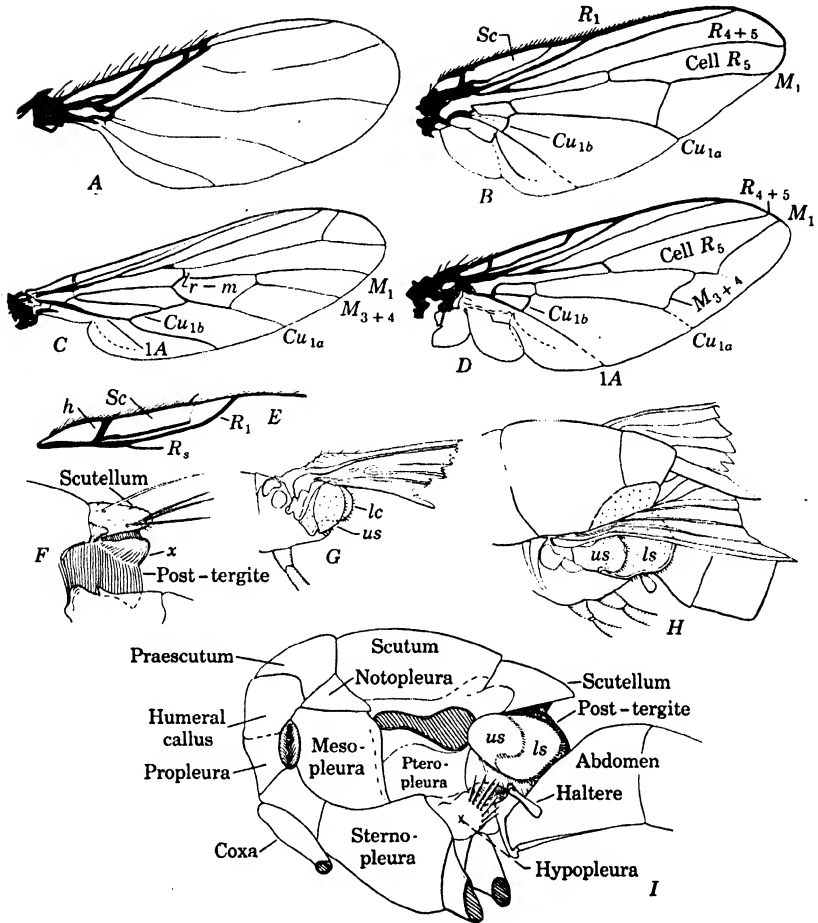 A
R₁
Sc
R₄₊₅
Cell R₅
M₁
Cu₁b
Cu₁a
B
r-m
M₁
M₃₊₄
Cu₁b
Cu₁a
1A
C
R₄₊₅
M₁
Cell R₅
M₃₊₄
Cu₁b
Cu₁a
1A
D
h
Sc
R₁
Rₛ
E
Scutellum
x
Post-tergite
F
lc
us
G
us
ls
H
Praescutum
Scutum
Notopleura
Scutellum
Post-tergite
Humeral
callus
Meso-
pleura
us
ls
Abdomen
Propleura
Ptero-
pleura
Haltere
x
Coxa
Sterno-
pleura
Hypopleura
I